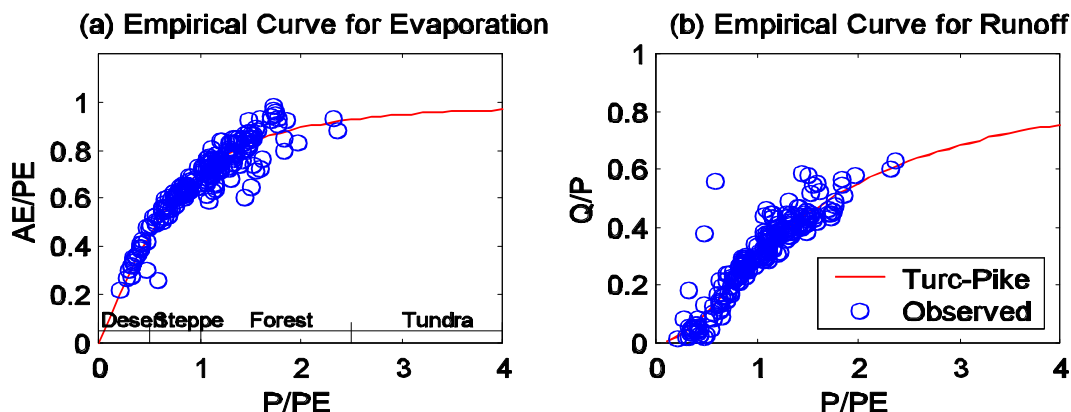 (a) Empirical Curve for Evaporation
AE/PE
1
0.8
0.6
0.4
0.2
0
Desert Steppe Forest Tundra
0 1 2 3 4
P/PE
(b) Empirical Curve for Runoff
Q/P
1
0.8
0.6
0.4
0.2
0
Turc-Pike
Observed
0 1 2 3 4
P/PE